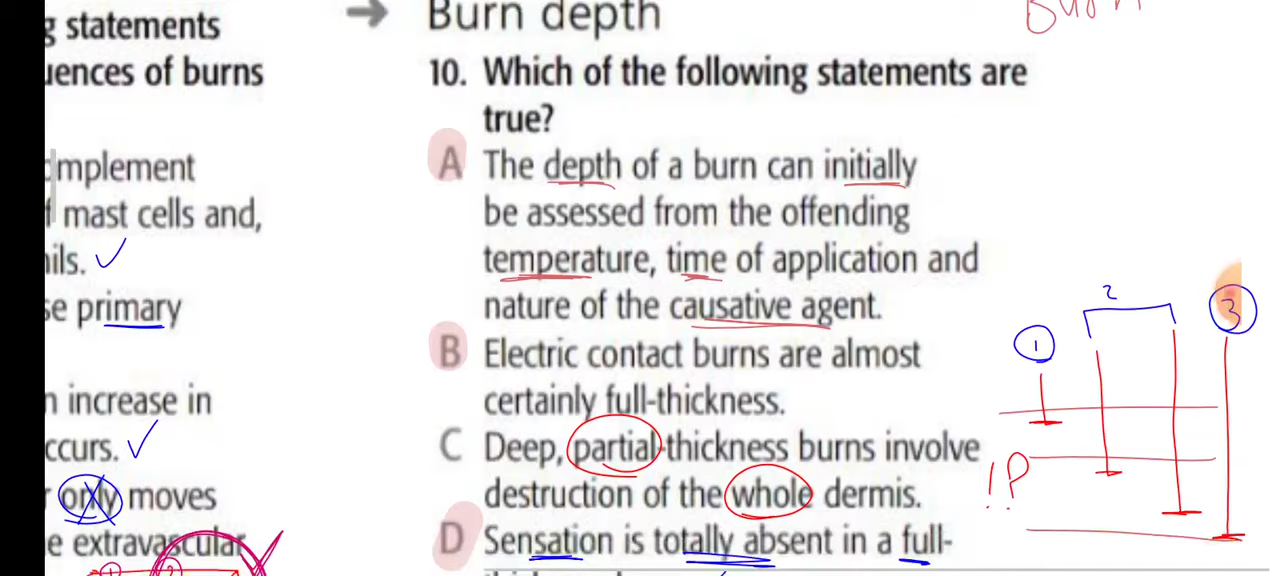 g statements
uences of burns
omplement
f mast cells and,
ils.
se primary
n increase in
ccurs.
only moves
e extravascular
→ Burn depth
10. Which of the following statements are
true?
A The depth of a burn can initially
be assessed from the offending
temperature, time of application and
nature of the causative agent.
B Electric contact burns are almost
certainly full-thickness.
C Deep, partial-thickness burns involve
destruction of the whole dermis.
D Sensation is totally absent in a full-
Burn
1
2
3